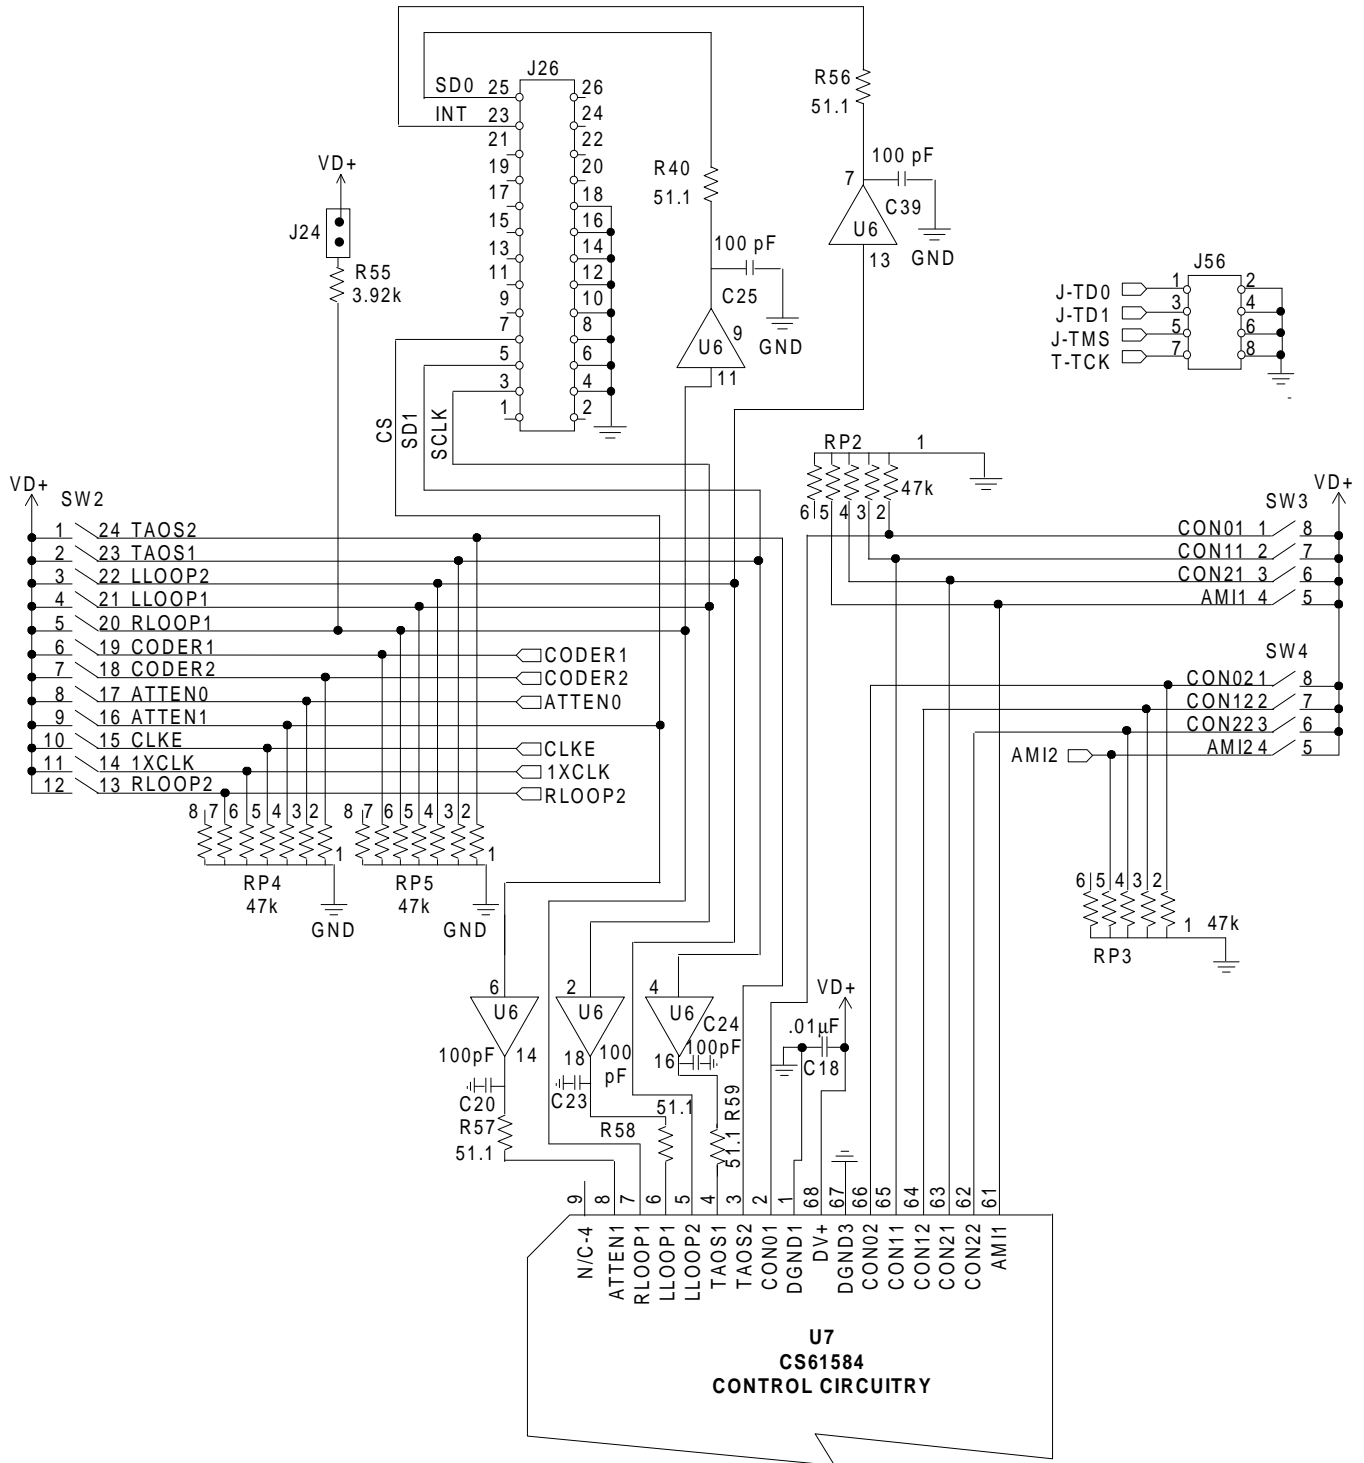 J26
SD0 25 26
INT 23 24
21 22
19 20
17 18
15 16
13 14
11 12
9 10
7 8
5 6
3 4
1 2
CS
SD1
SCLK
VD+
J24
R55
3.92k
R40
51.1
100 pF
C25
U6 9
GND
11
R56
51.1
100 pF
7
C39
U6
13 GND
J56
J-TD0 1 2
J-TD1 3 4
J-TMS 5 6
T-TCK 7 8
RP2 1
47k
6 5 4 3 2
VD+
SW3
CON01 1 8
CON11 2 7
CON21 3 6
AMI1 4 5
SW4
CON02 1 8
CON12 2 7
CON22 3 6
AMI2 AMI2 4 5
6 5 4 3 2
1 47k
RP3
VD+
SW2
1 24 TAOS2
2 23 TAOS1
3 22 LLOOP2
4 21 LLOOP1
5 20 RLOOP1
6 19 CODER1 CODER1
7 18 CODER2 CODER2
8 17 ATTEN0 ATTEN0
9 16 ATTEN1
10 15 CLKE CLKE
11 14 1XCLK 1XCLK
12 13 RLOOP2 RLOOP2
8 7 6 5 4 3 2
1
RP4
47k
GND
8 7 6 5 4 3 2
1
RP5
47k
GND
6
U6
100pF 14
C20
R57
51.1
2
U6
18 100
pF
C23
R58
51.1
4
U6
C24
16 100pF
51.1 R59
VD+
.01µF
C18
9 8 7 6 5 4 3 2 1 68 67 66 65 64 63 62 61
N/C-4
ATTEN1
RLOOP1
LLOOP1
LLOOP2
TAOS1
TAOS2
CON01
DGND1
DV+
DGND3
CON02
CON11
CON12
CON21
CON22
AMI1
U7
CS61584
CONTROL CIRCUITRY